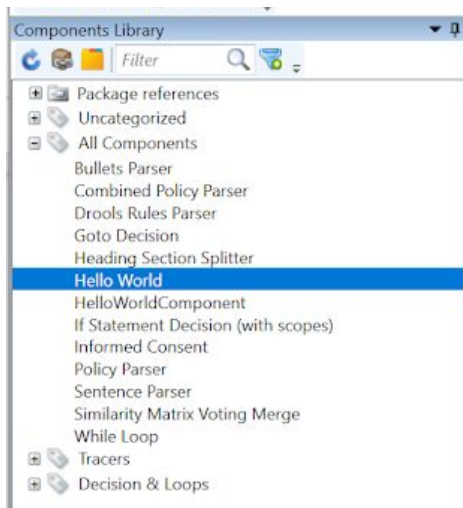 Components Library
Filter
Package references
Uncategorized
All Components
Bullets Parser
Combined Policy Parser
Drools Rules Parser
Goto Decision
Heading Section Splitter
Hello World
HelloWorldComponent
If Statement Decision (with scopes)
Informed Consent
Policy Parser
Sentence Parser
Similarity Matrix Voting Merge
While Loop
Tracers
Decision & Loops